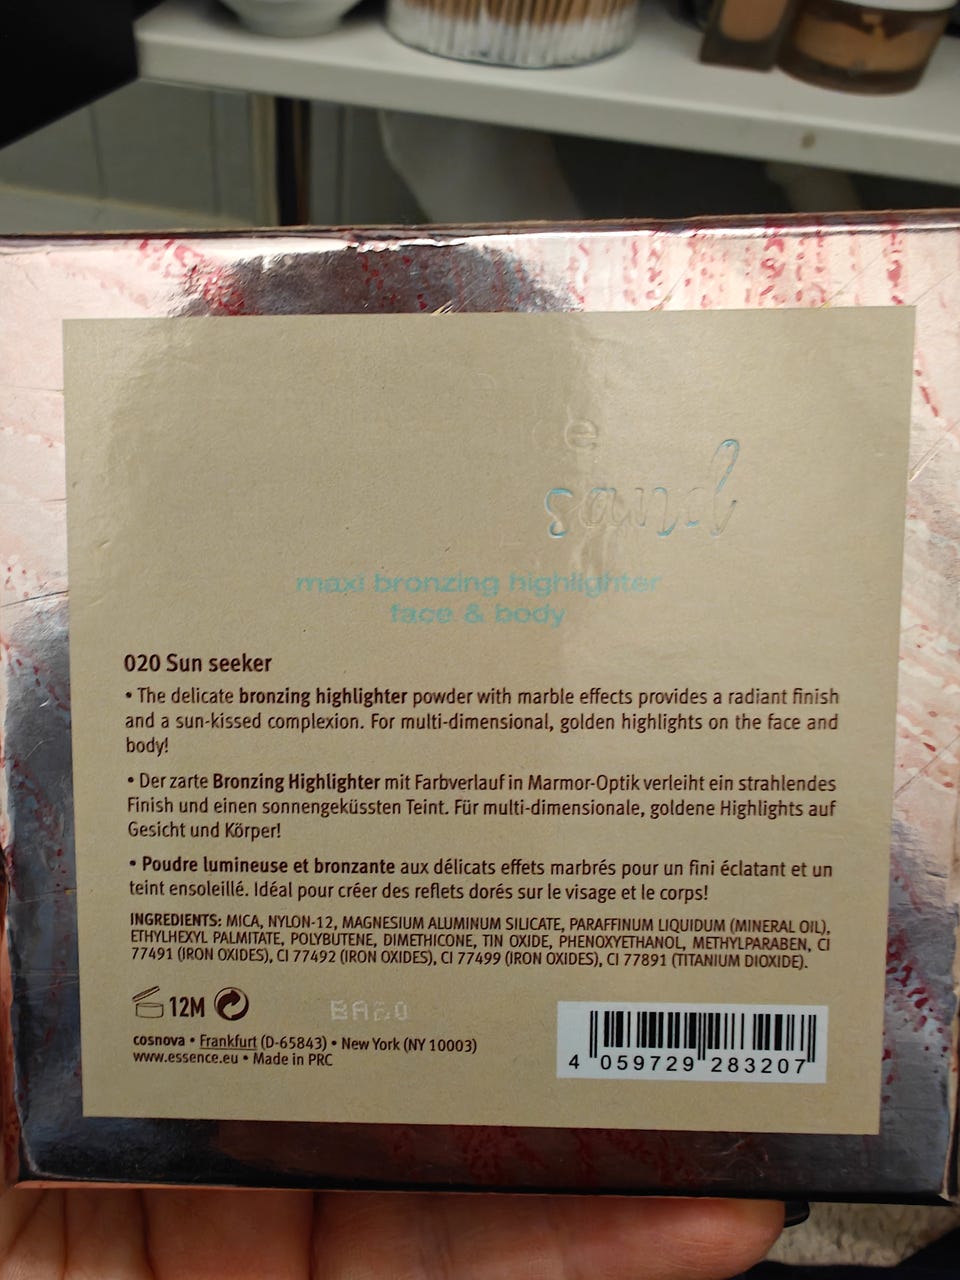 sand
maxi bronzing highlighter
face & body
020 Sun seeker
• The delicate bronzing highlighter powder with marble effects provides a radiant finish
and a sun-kissed complexion. For multi-dimensional, golden highlights on the face and
body!
• Der zarte Bronzing Highlighter mit Farbverlauf in Marmor-Optik verleiht ein strahlendes
Finish und einen sonnengeküssten Teint. Für multi-dimensionale, goldene Highlights auf
Gesicht und Körper!
• Poudre lumineuse et bronzante aux délicats effets marbrés pour un fini éclatant et un
teint ensoleillé. Idéal pour créer des reflets dorés sur le visage et le corps!
INGREDIENTS: MICA, NYLON-12, MAGNESIUM ALUMINUM SILICATE, PARAFFINUM LIQUIDUM (MINERAL OIL),
ETHYLHEXYL PALMITATE, POLYBUTENE, DIMETHICONE, TIN OXIDE, PHENOXYETHANOL, METHYLPARABEN, CI
77491 (IRON OXIDES), CI 77492 (IRON OXIDES), CI 77499 (IRON OXIDES), CI 77891 (TITANIUM DIOXIDE).
12M
cosnova • Frankfurt (D-65843) • New York (NY 10003)
www.essence.eu • Made in PRC
4 059729 283207